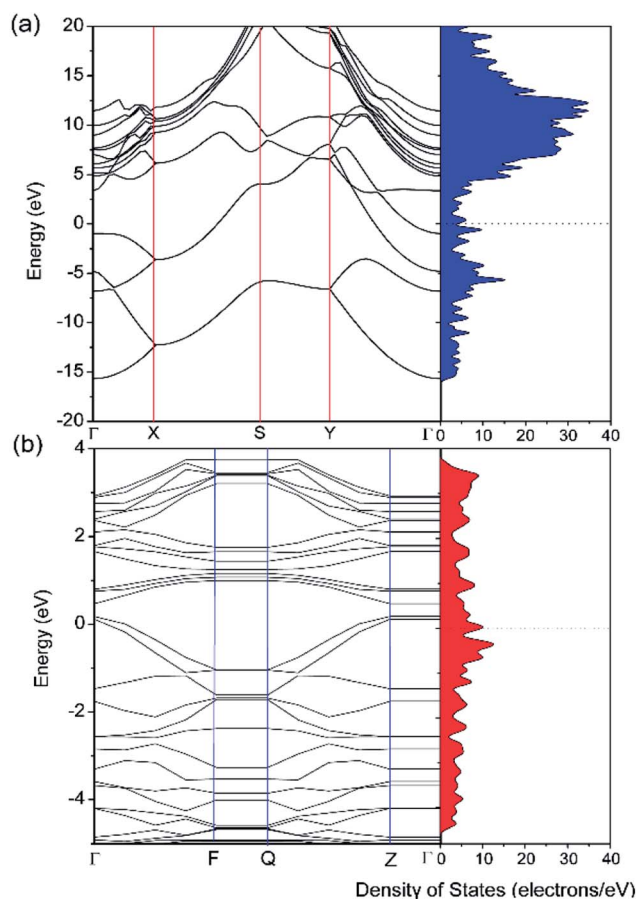 (a)
20
15
10
5
0
-5
-10
-15
-20
Energy (eV)
Γ X S Y Γ 0 10 20 30 40
(b)
4
2
0
-2
-4
Energy (eV)
Γ F Q Z Γ 0 10 20 30 40
Density of States (electrons/eV)